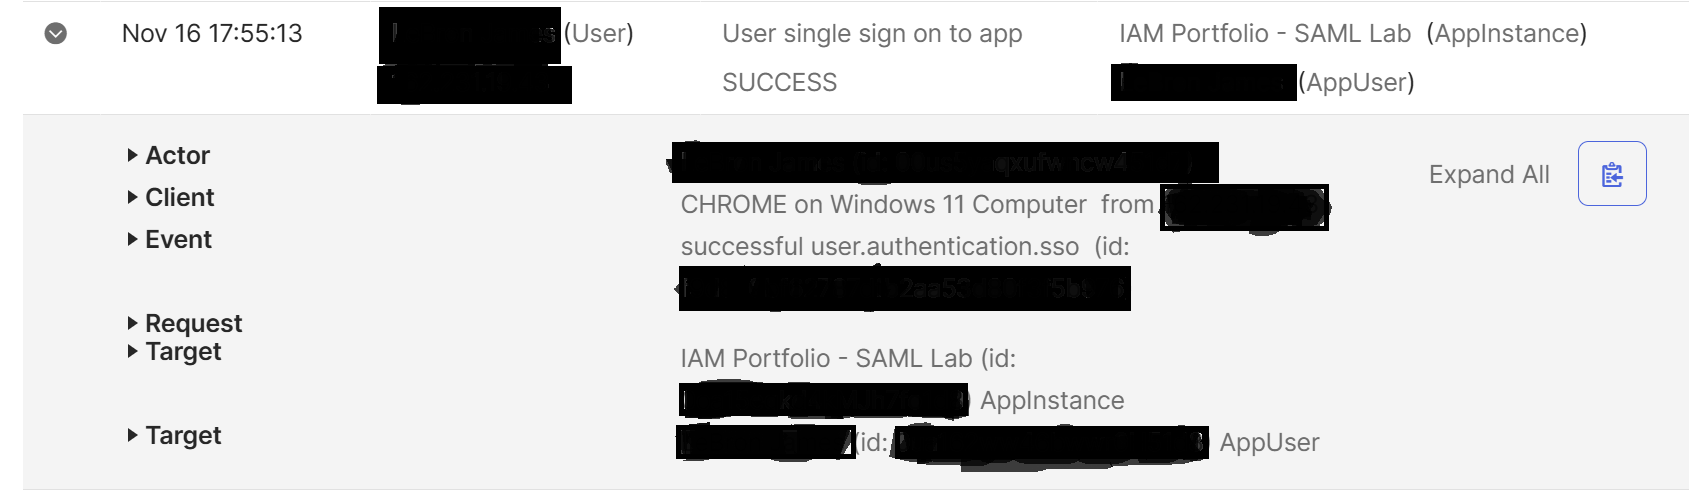 Nov 16 17:55:13 (User) User single sign on to app IAM Portfolio - SAML Lab (AppInstance)
SUCCESS (AppUser)
Actor
Expand All
Client CHROME on Windows 11 Computer from
Event successful user.authentication.sso (id:
Request
Target IAM Portfolio - SAML Lab (id:
AppInstance
Target (id: AppUser